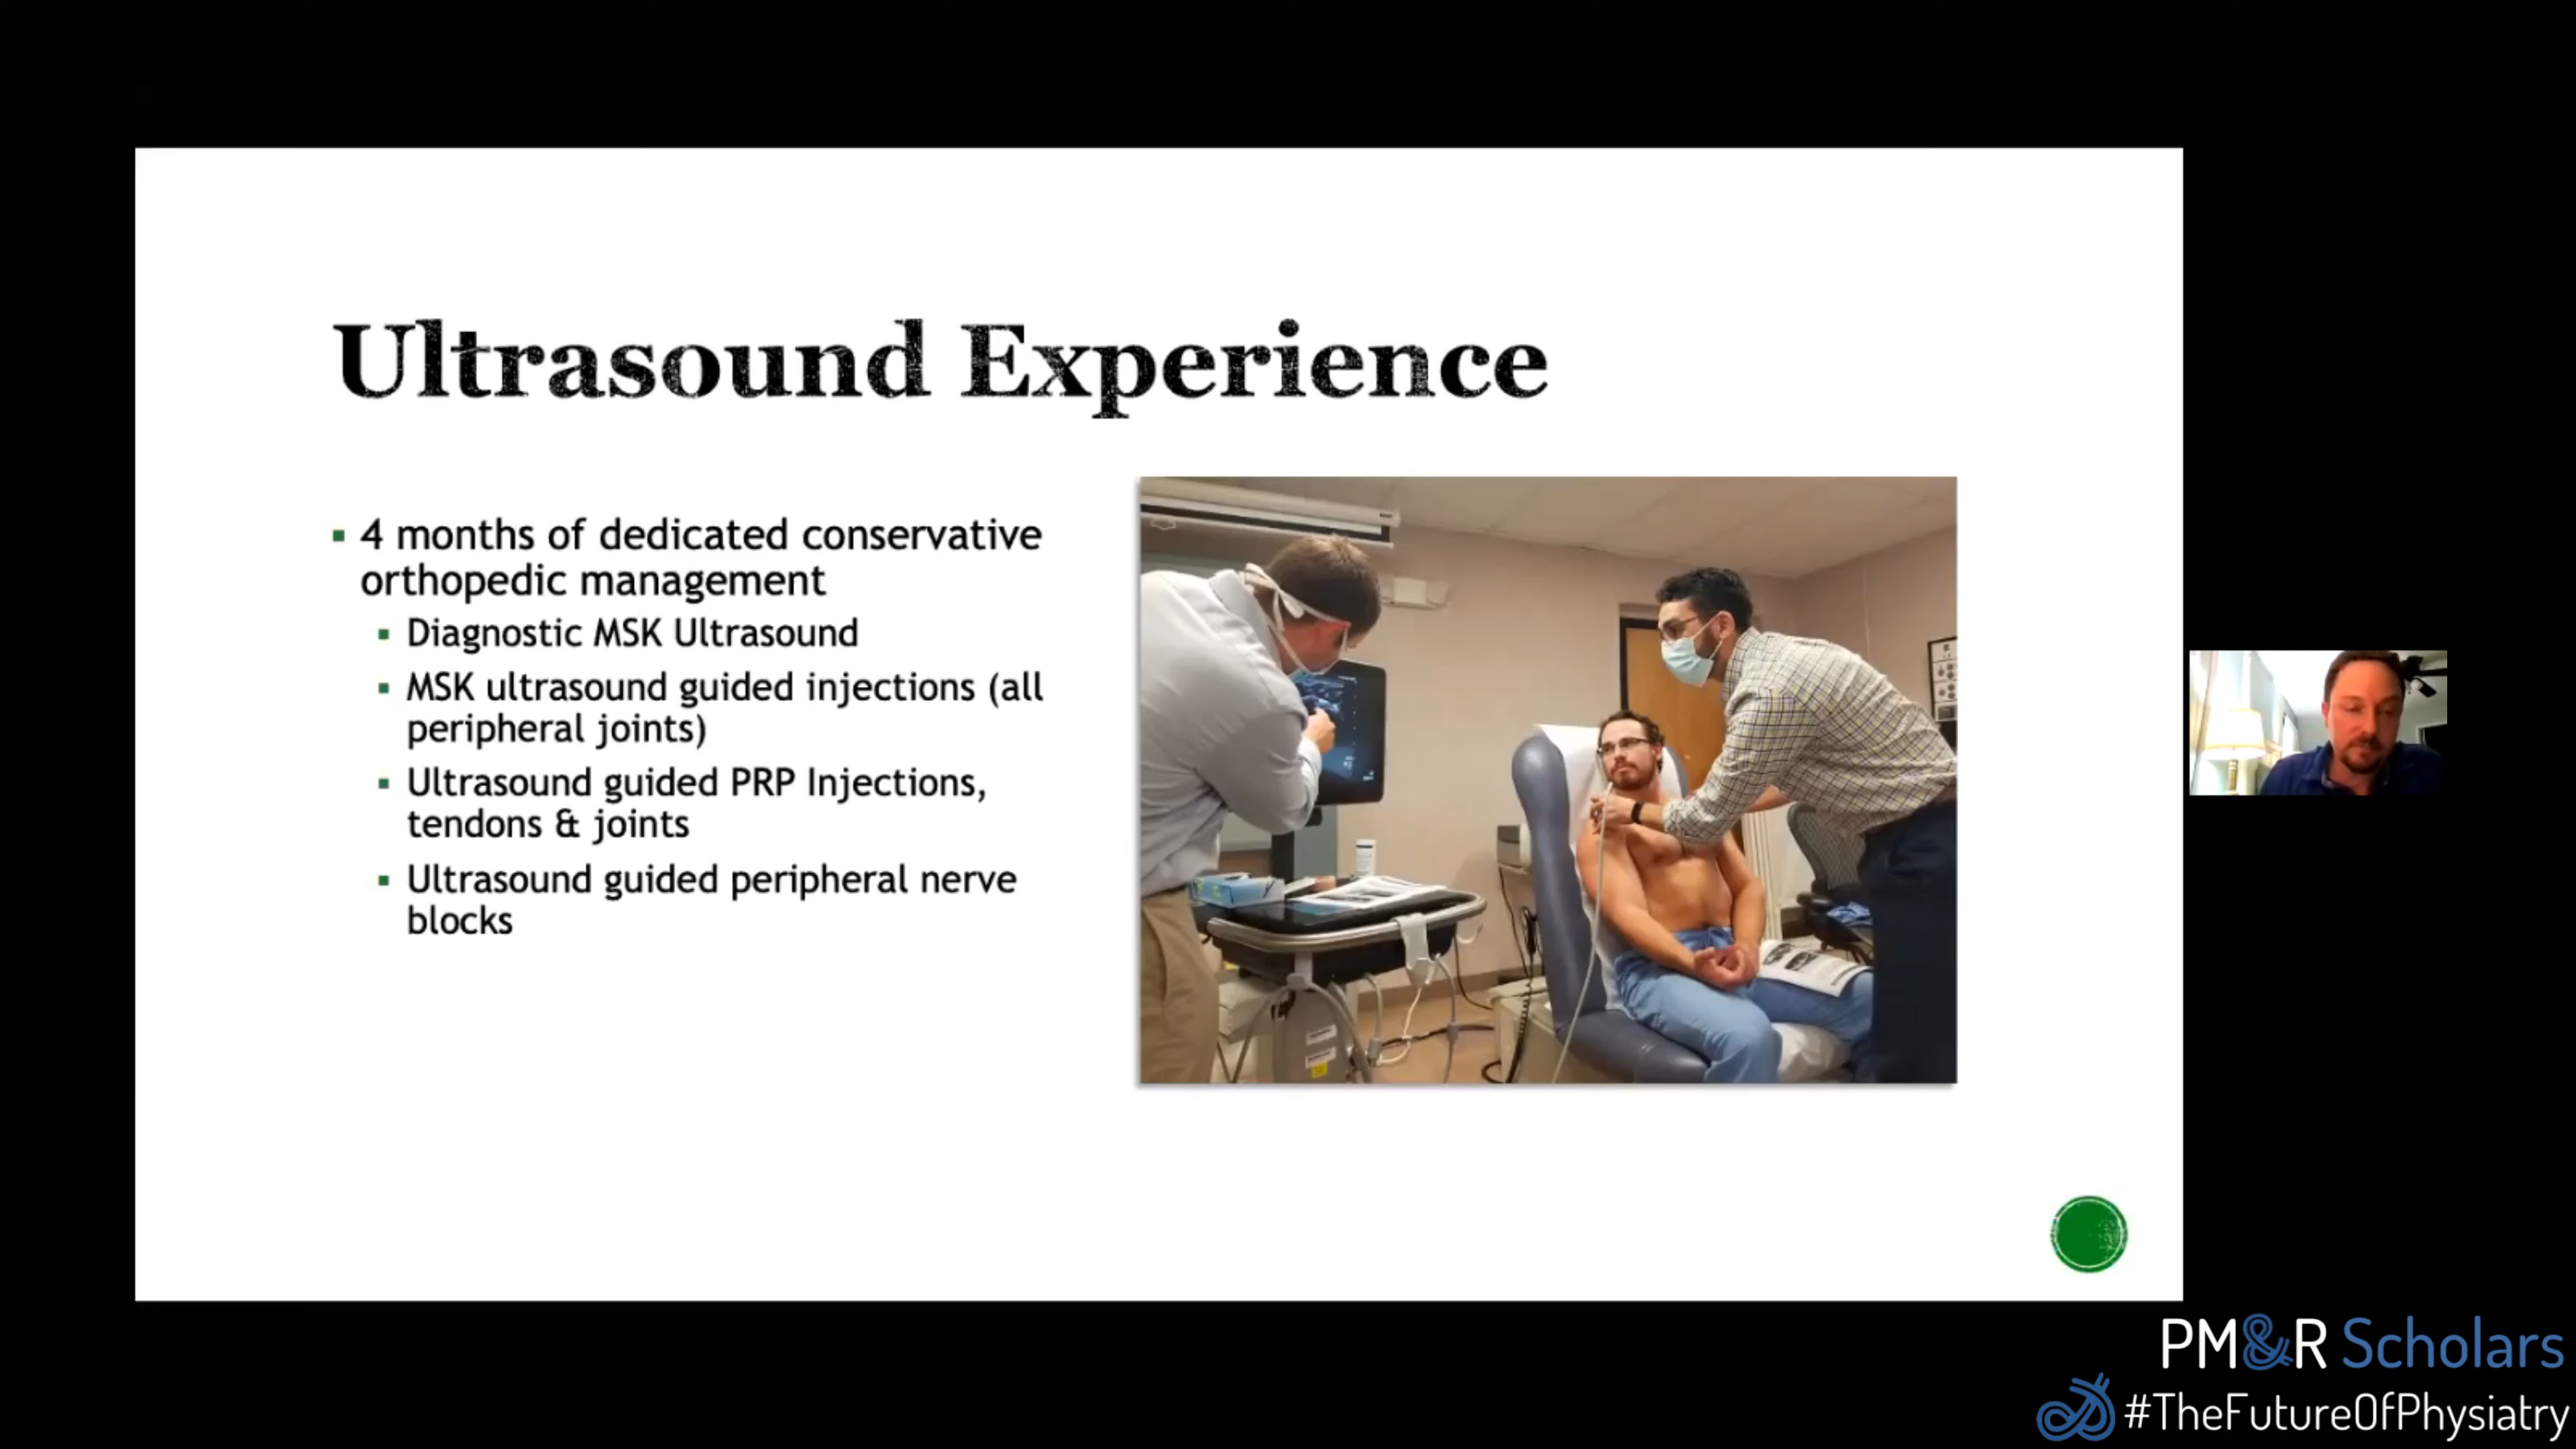 Ultrasound Experience
4 months of dedicated conservative
orthopedic management
Diagnostic MSK Ultrasound
MSK ultrasound guided injections (all
peripheral joints)
Ultrasound guided PRP Injections,
tendons & joints
Ultrasound guided peripheral nerve
blocks
PM&R Scholars
#TheFutureOfPhysiatry